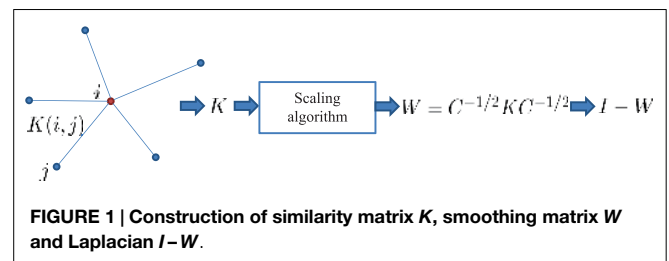 i
K(i, j)
j
K
Scaling
algorithm
W = C^{-1/2}KC^{-1/2}
I − W
FIGURE 1 | Construction of similarity matrix K, smoothing matrix W
and Laplacian I – W.